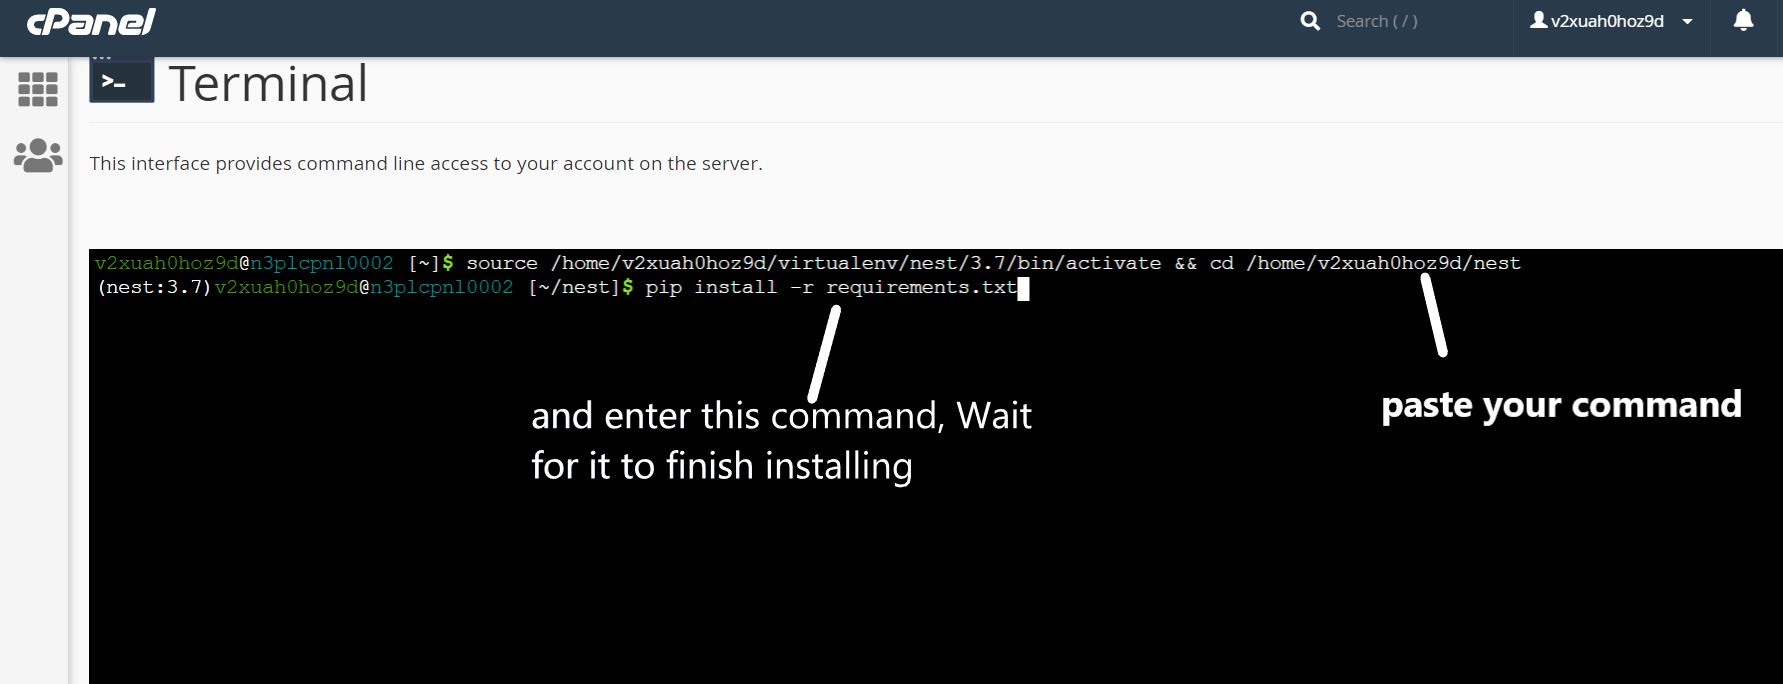 cPanel
Search ( / )
v2xuah0hoz9d
>_ Terminal
This interface provides command line access to your account on the server.
v2xuah0hoz9d@n3plcpnl0002 [~]$ source /home/v2xuah0hoz9d/virtualenv/nest/3.7/bin/activate && cd /home/v2xuah0hoz9d/nest
(nest:3.7)v2xuah0hoz9d@n3plcpnl0002 [~/nest]$ pip install -r requirements.txt
paste your command
and enter this command, Wait
for it to finish installing